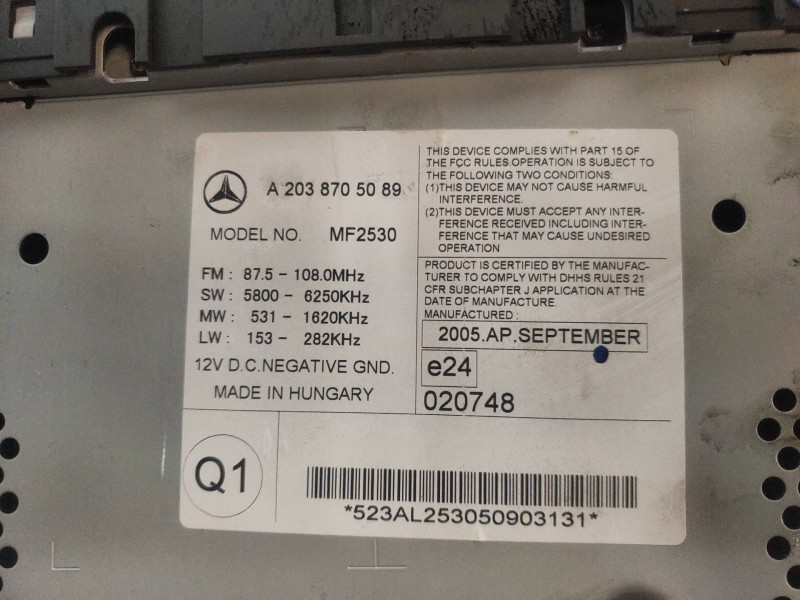 A 203 870 50 89
MODEL NO. MF2530
FM : 87.5 - 108.0MHz
SW : 5800 - 6250KHz
MW : 531 - 1620KHz
LW : 153 - 282KHz
12V D.C.NEGATIVE GND.
MADE IN HUNGARY
THIS DEVICE COMPLIES WITH PART 15 OF
THE FCC RULES.OPERATION IS SUBJECT TO
THE FOLLOWING TWO CONDITIONS:
(1)THIS DEVICE MAY NOT CAUSE HARMFUL
INTERFERENCE.
(2)THIS DEVICE MUST ACCEPT ANY INTER-
FERENCE RECEIVED INCLUDING INTER-
FERENCE THAT MAY CAUSE UNDESIRED
OPERATION
PRODUCT IS CERTIFIED BY THE MANUFAC-
TURER TO COMPLY WITH DHHS RULES 21
CFR SUBCHAPTER J APPLICATION AT THE
DATE OF MANUFACTURE.
MANUFACTURED :
2005.AP.SEPTEMBER
e24
020748
Q1
*523AL253050903131*